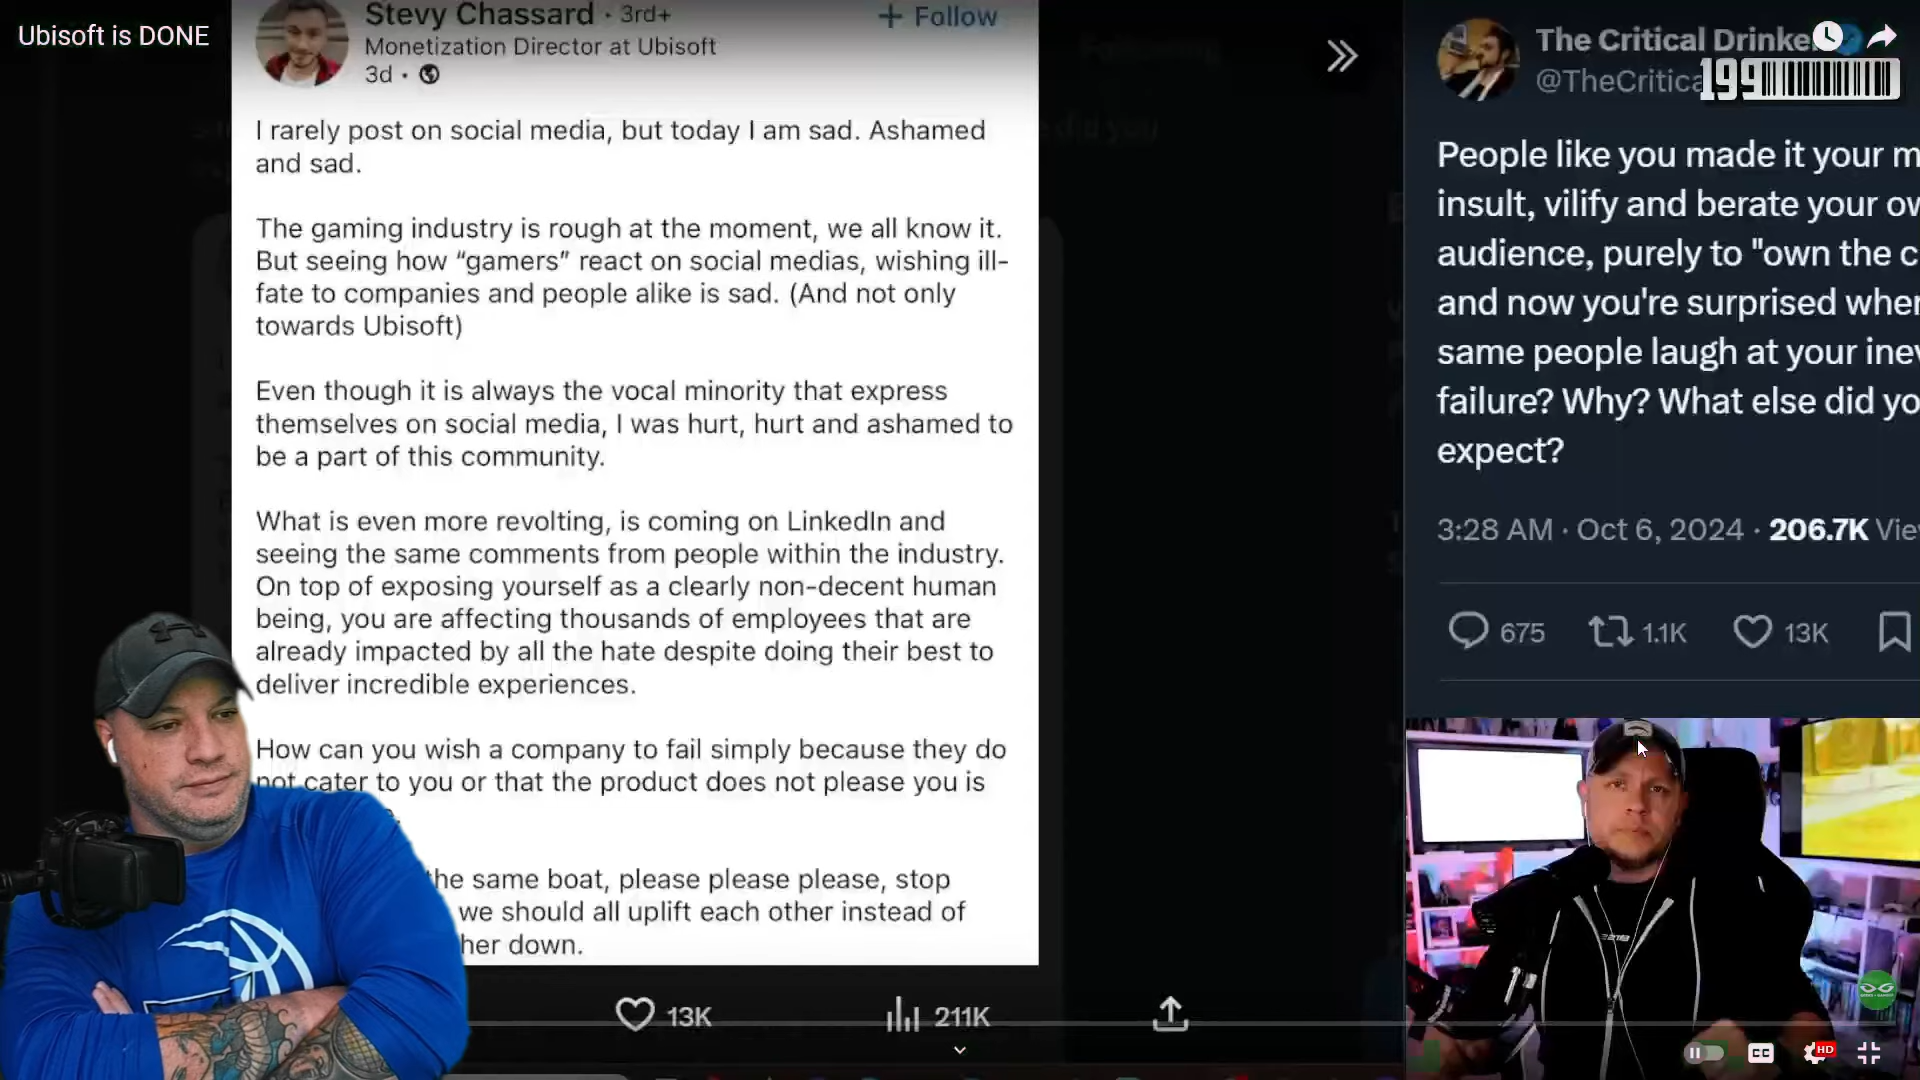 Ubisoft is DONE
Stevy Chassard · 3rd+
+ Follow
Monetization Director at Ubisoft
3d ·
I rarely post on social media, but today I am sad. Ashamed
and sad.
The gaming industry is rough at the moment, we all know it.
But seeing how “gamers” react on social medias, wishing ill-
fate to companies and people alike is sad. (And not only
towards Ubisoft)
Even though it is always the vocal minority that express
themselves on social media, I was hurt, hurt and ashamed to
be a part of this community.
What is even more revolting, is coming on LinkedIn and
seeing the same comments from people within the industry.
On top of exposing yourself as a clearly non-decent human
being, you are affecting thousands of employees that are
already impacted by all the hate despite doing their best to
deliver incredible experiences.
How can you wish a company to fail simply because they do
not cater to you or that the product does not please you is
the same boat, please please please, stop
we should all uplift each other instead of
her down.
13K
211K
The Critical Drinke
@TheCritica
199
People like you made it your m
insult, vilify and berate your ow
audience, purely to "own the c
and now you're surprised when
same people laugh at your inev
failure? Why? What else did yo
expect?
3:28 AM · Oct 6, 2024 · 206.7K Vie
675
1.1K
13K
CC
HD